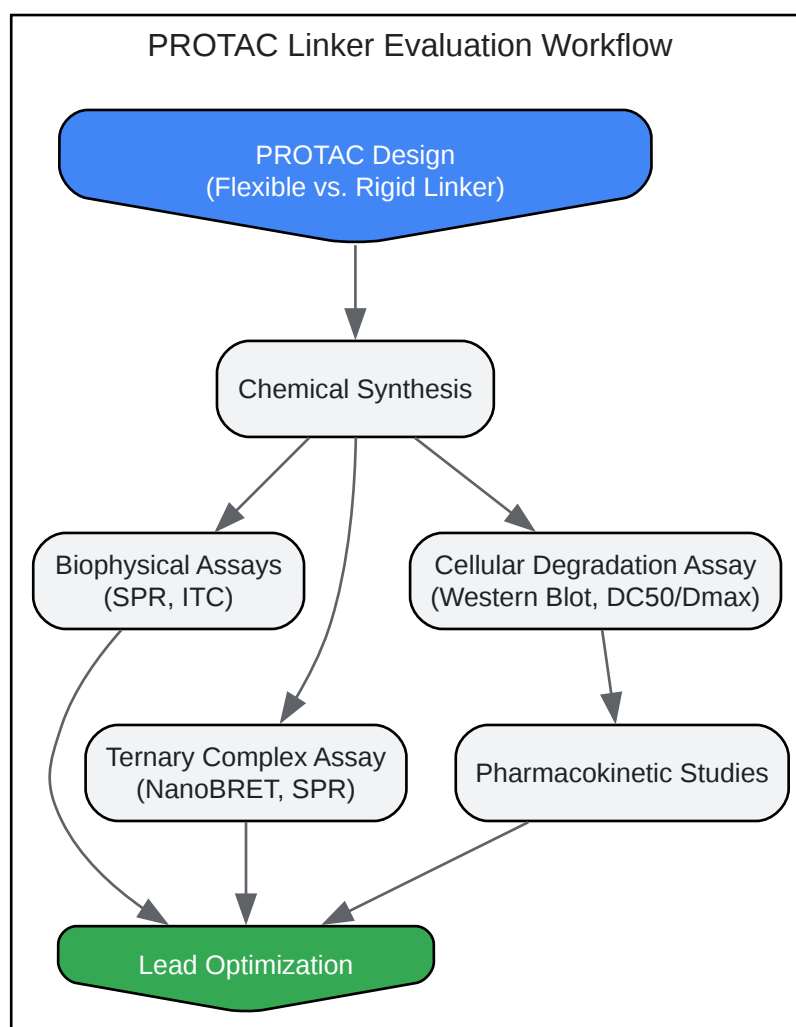 PROTAC Linker Evaluation Workflow
PROTAC Design
(Flexible vs. Rigid Linker)
Chemical Synthesis
Biophysical Assays
(SPR, ITC)
Cellular Degradation Assay
(Western Blot, DC50/Dmax)
Ternary Complex Assay
(NanoBRET, SPR)
Pharmacokinetic Studies
Lead Optimization